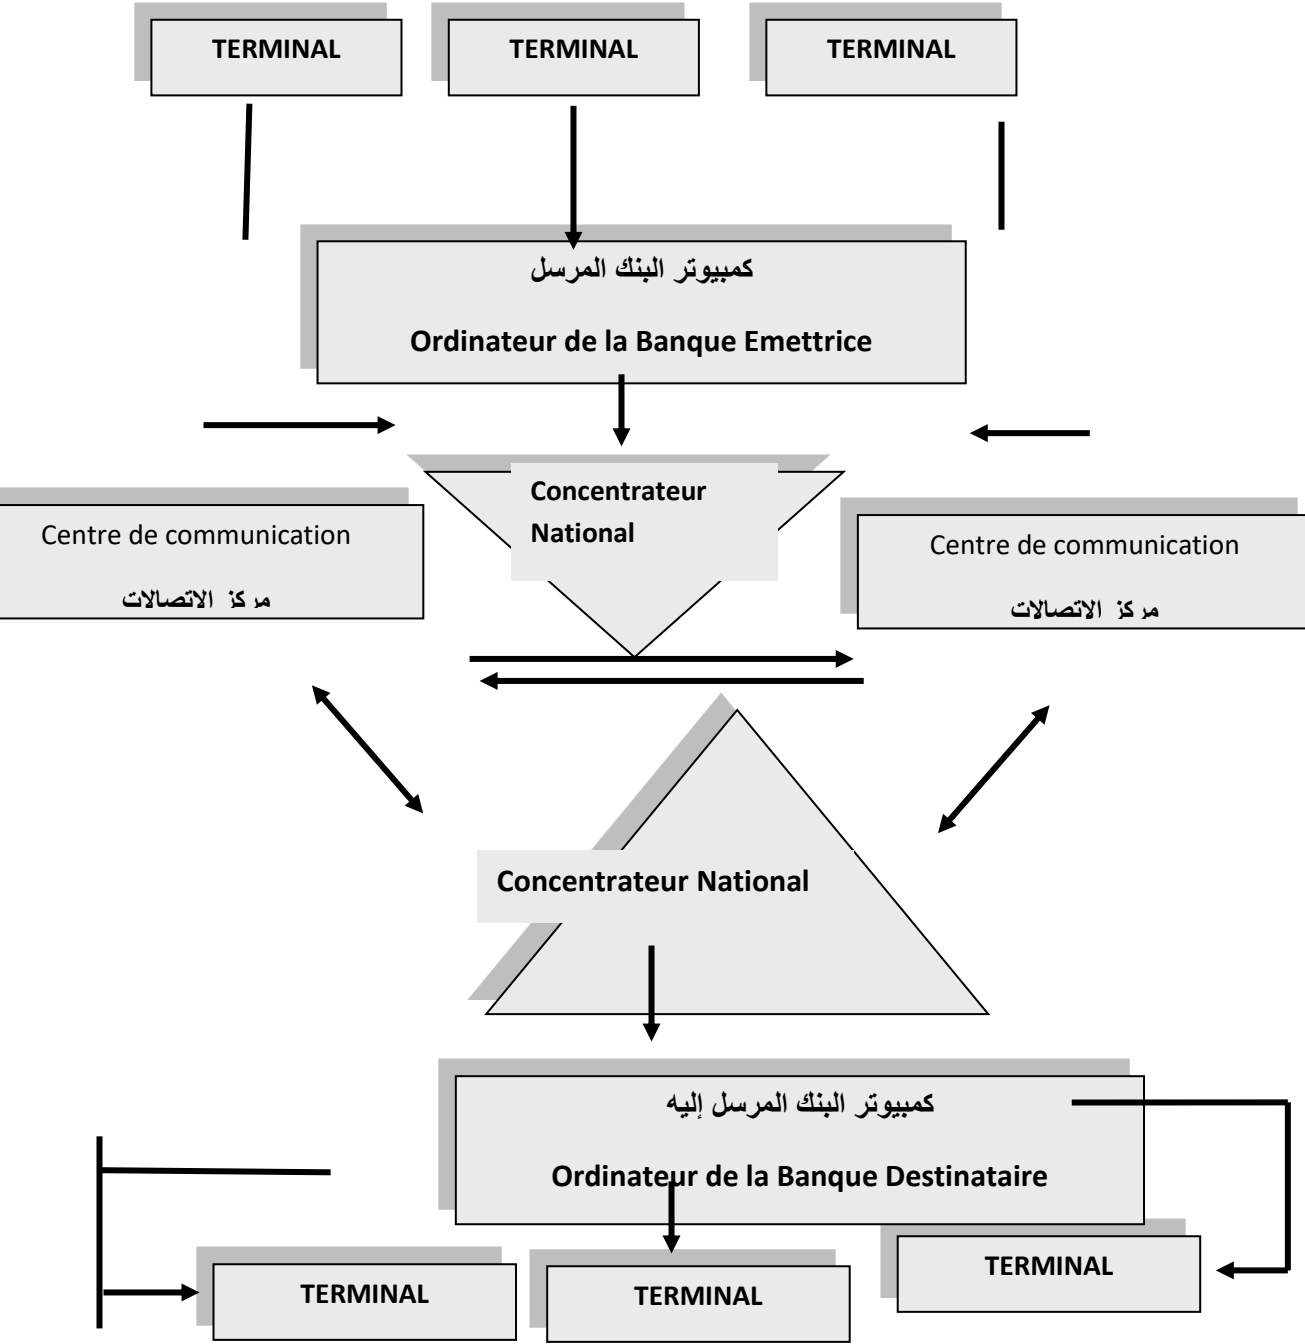 TERMINAL
TERMINAL
TERMINAL
كمبيوتر البنك المرسل
Ordinateur de la Banque Emettrice
Concentrateur
National
Centre de communication
مركز الاتصالات
Centre de communication
مركز الاتصالات
Concentrateur National
كمبيوتر البنك المرسل إليه
Ordinateur de la Banque Destinataire
TERMINAL
TERMINAL
TERMINAL